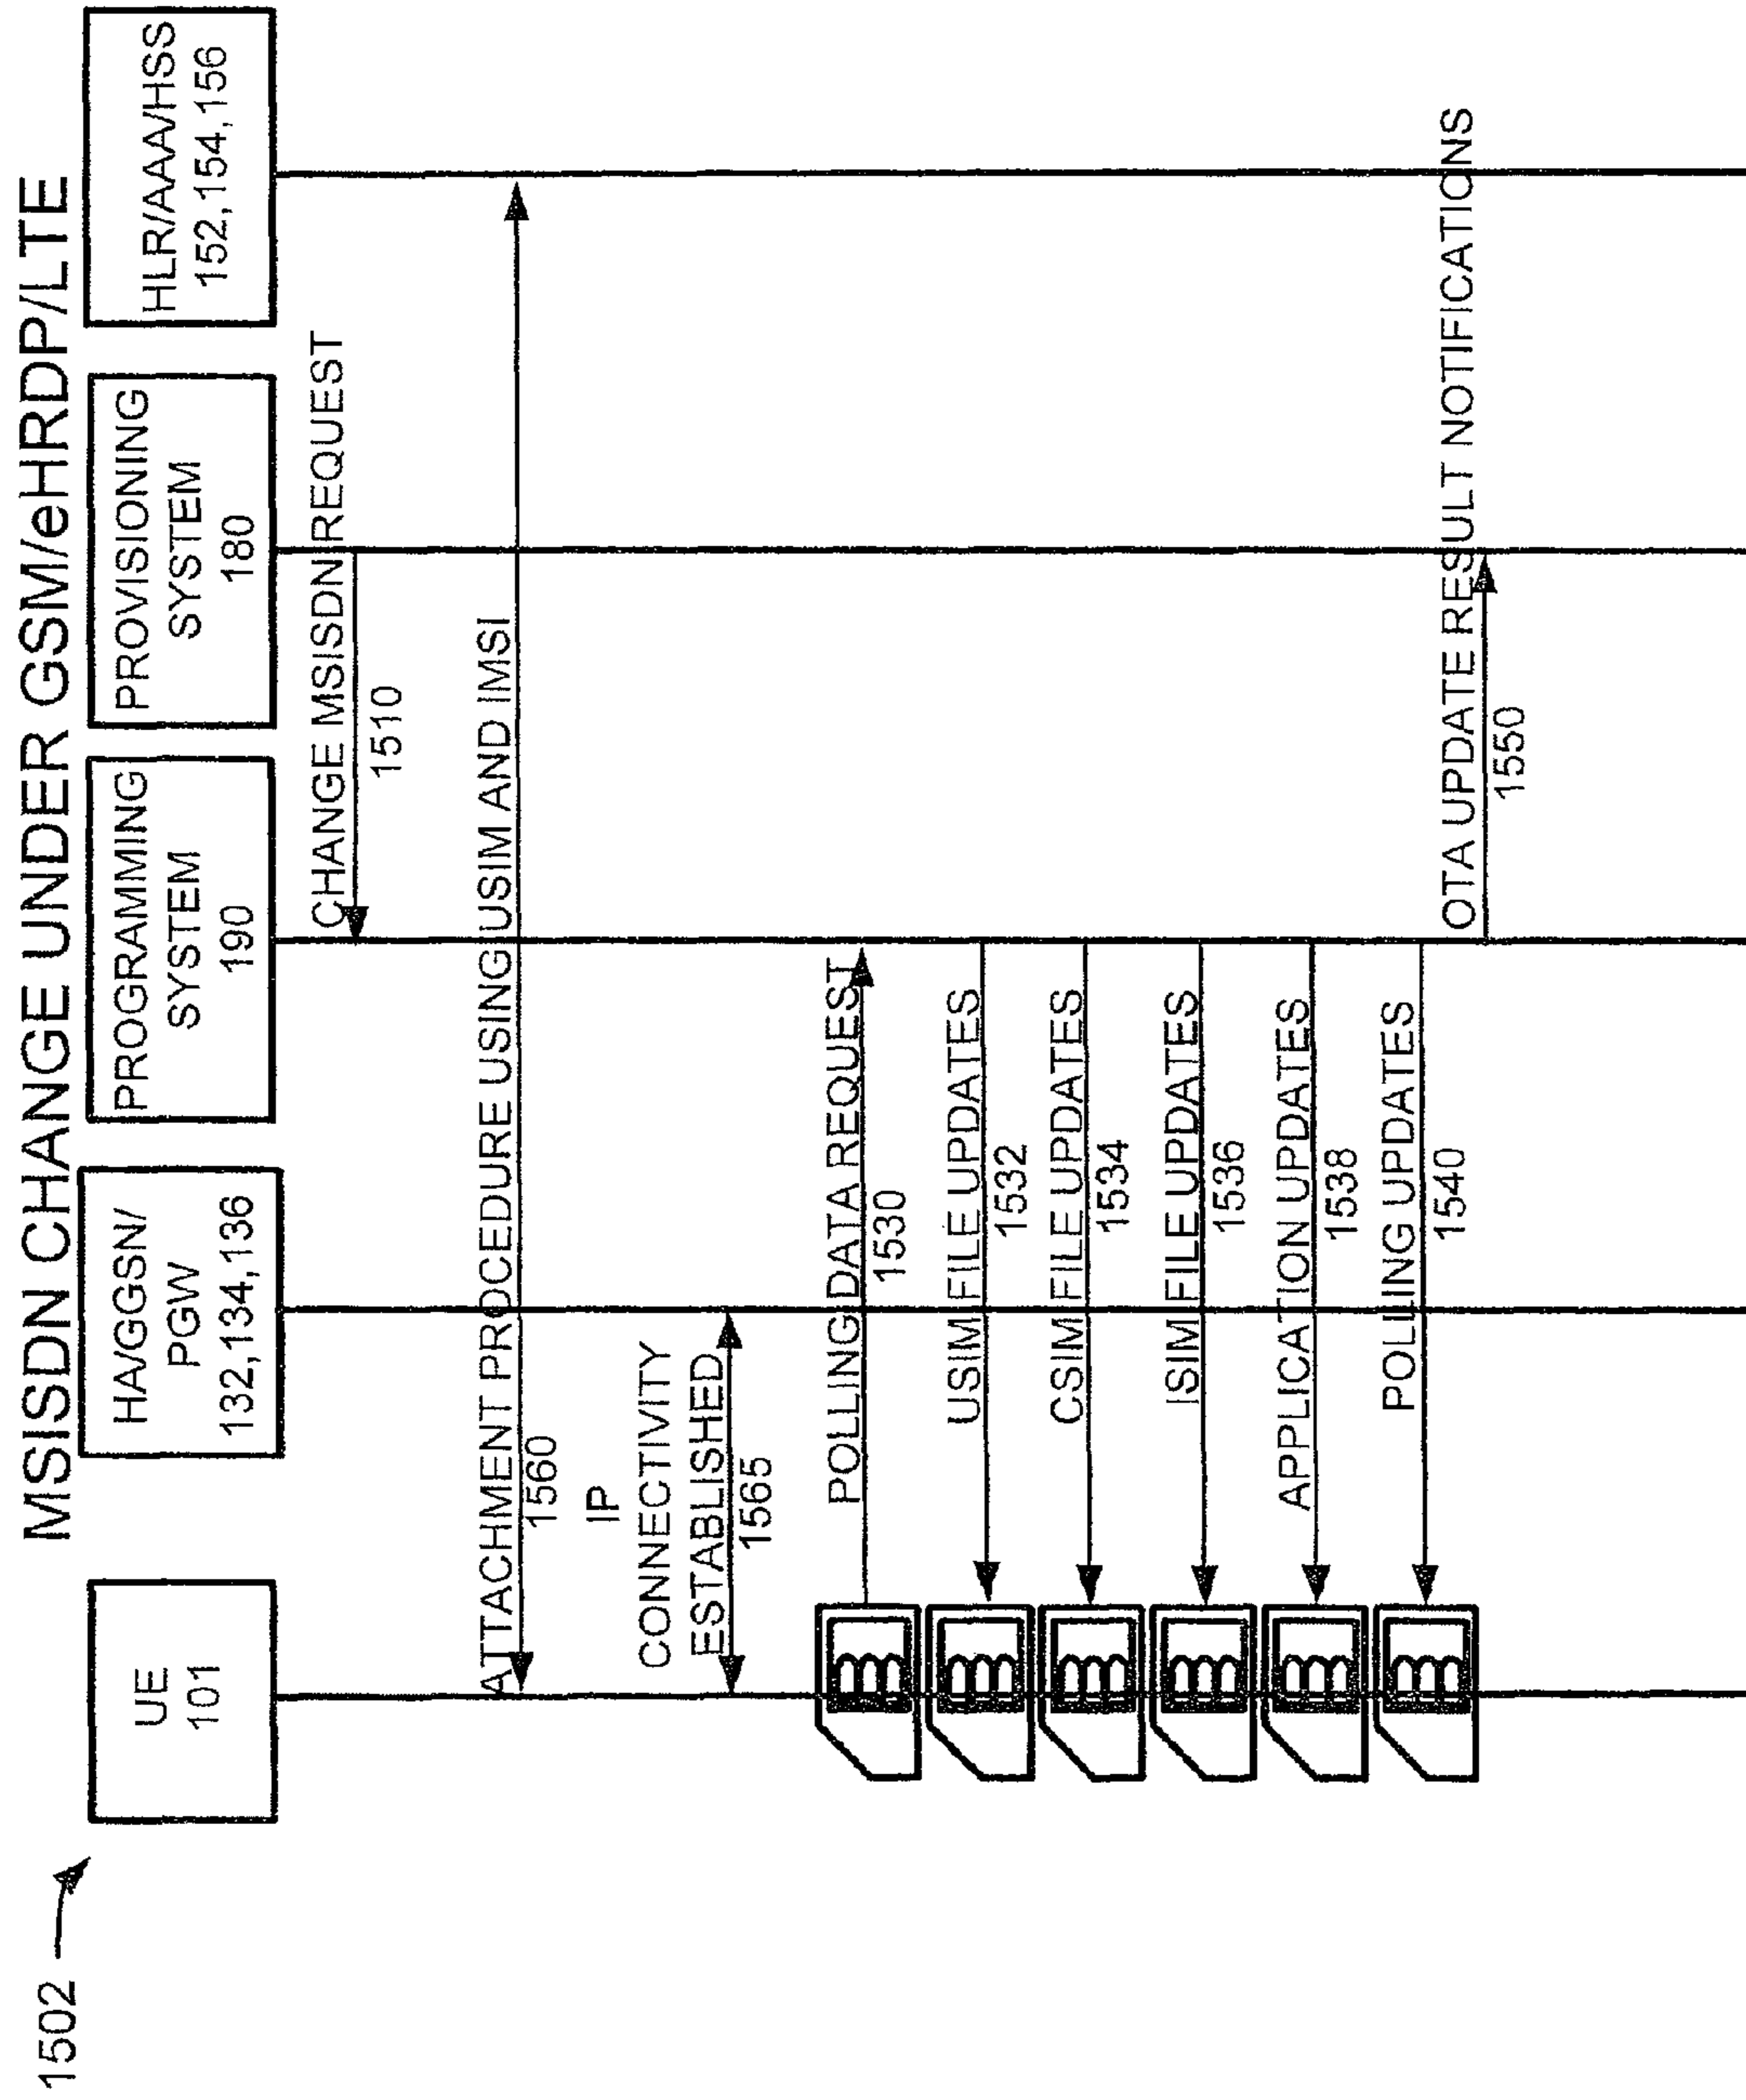 1502
MSISDN CHANGE UNDER GSM/eHRDP/LTE
UE
101
HA/GGSN/
PGW
132,134,136
PROGRAMMING
SYSTEM
190
PROVISIONING
SYSTEM
180
HLR/AAA/HSS
152,154,156
CHANGE MSISDN REQUEST
1510
ATTACHMENT PROCEDURE USING USIM AND IMSI
1560
IP
CONNECTIVITY
ESTABLISHED
1565
POLLING DATA REQUEST
1530
USIM FILE UPDATES
1532
CSIM FILE UPDATES
1534
ISIM FILE UPDATES
1536
APPLICATION UPDATES
1538
POLLING UPDATES
1540
OTA UPDATE RESULT NOTIFICATIONS
1550